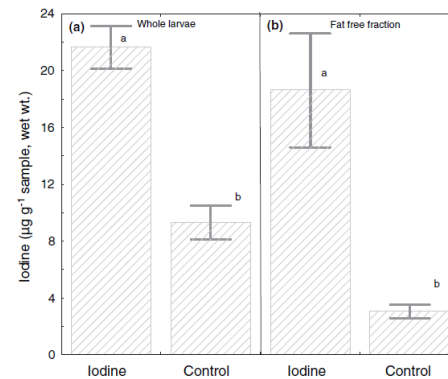 24
20
16
12
8
4
0
Iodine (µg g⁻¹ sample, wet wt.)
(a) Whole larvae
a
b
Iodine Control
(b) Fat free fraction
a
b
Iodine Control